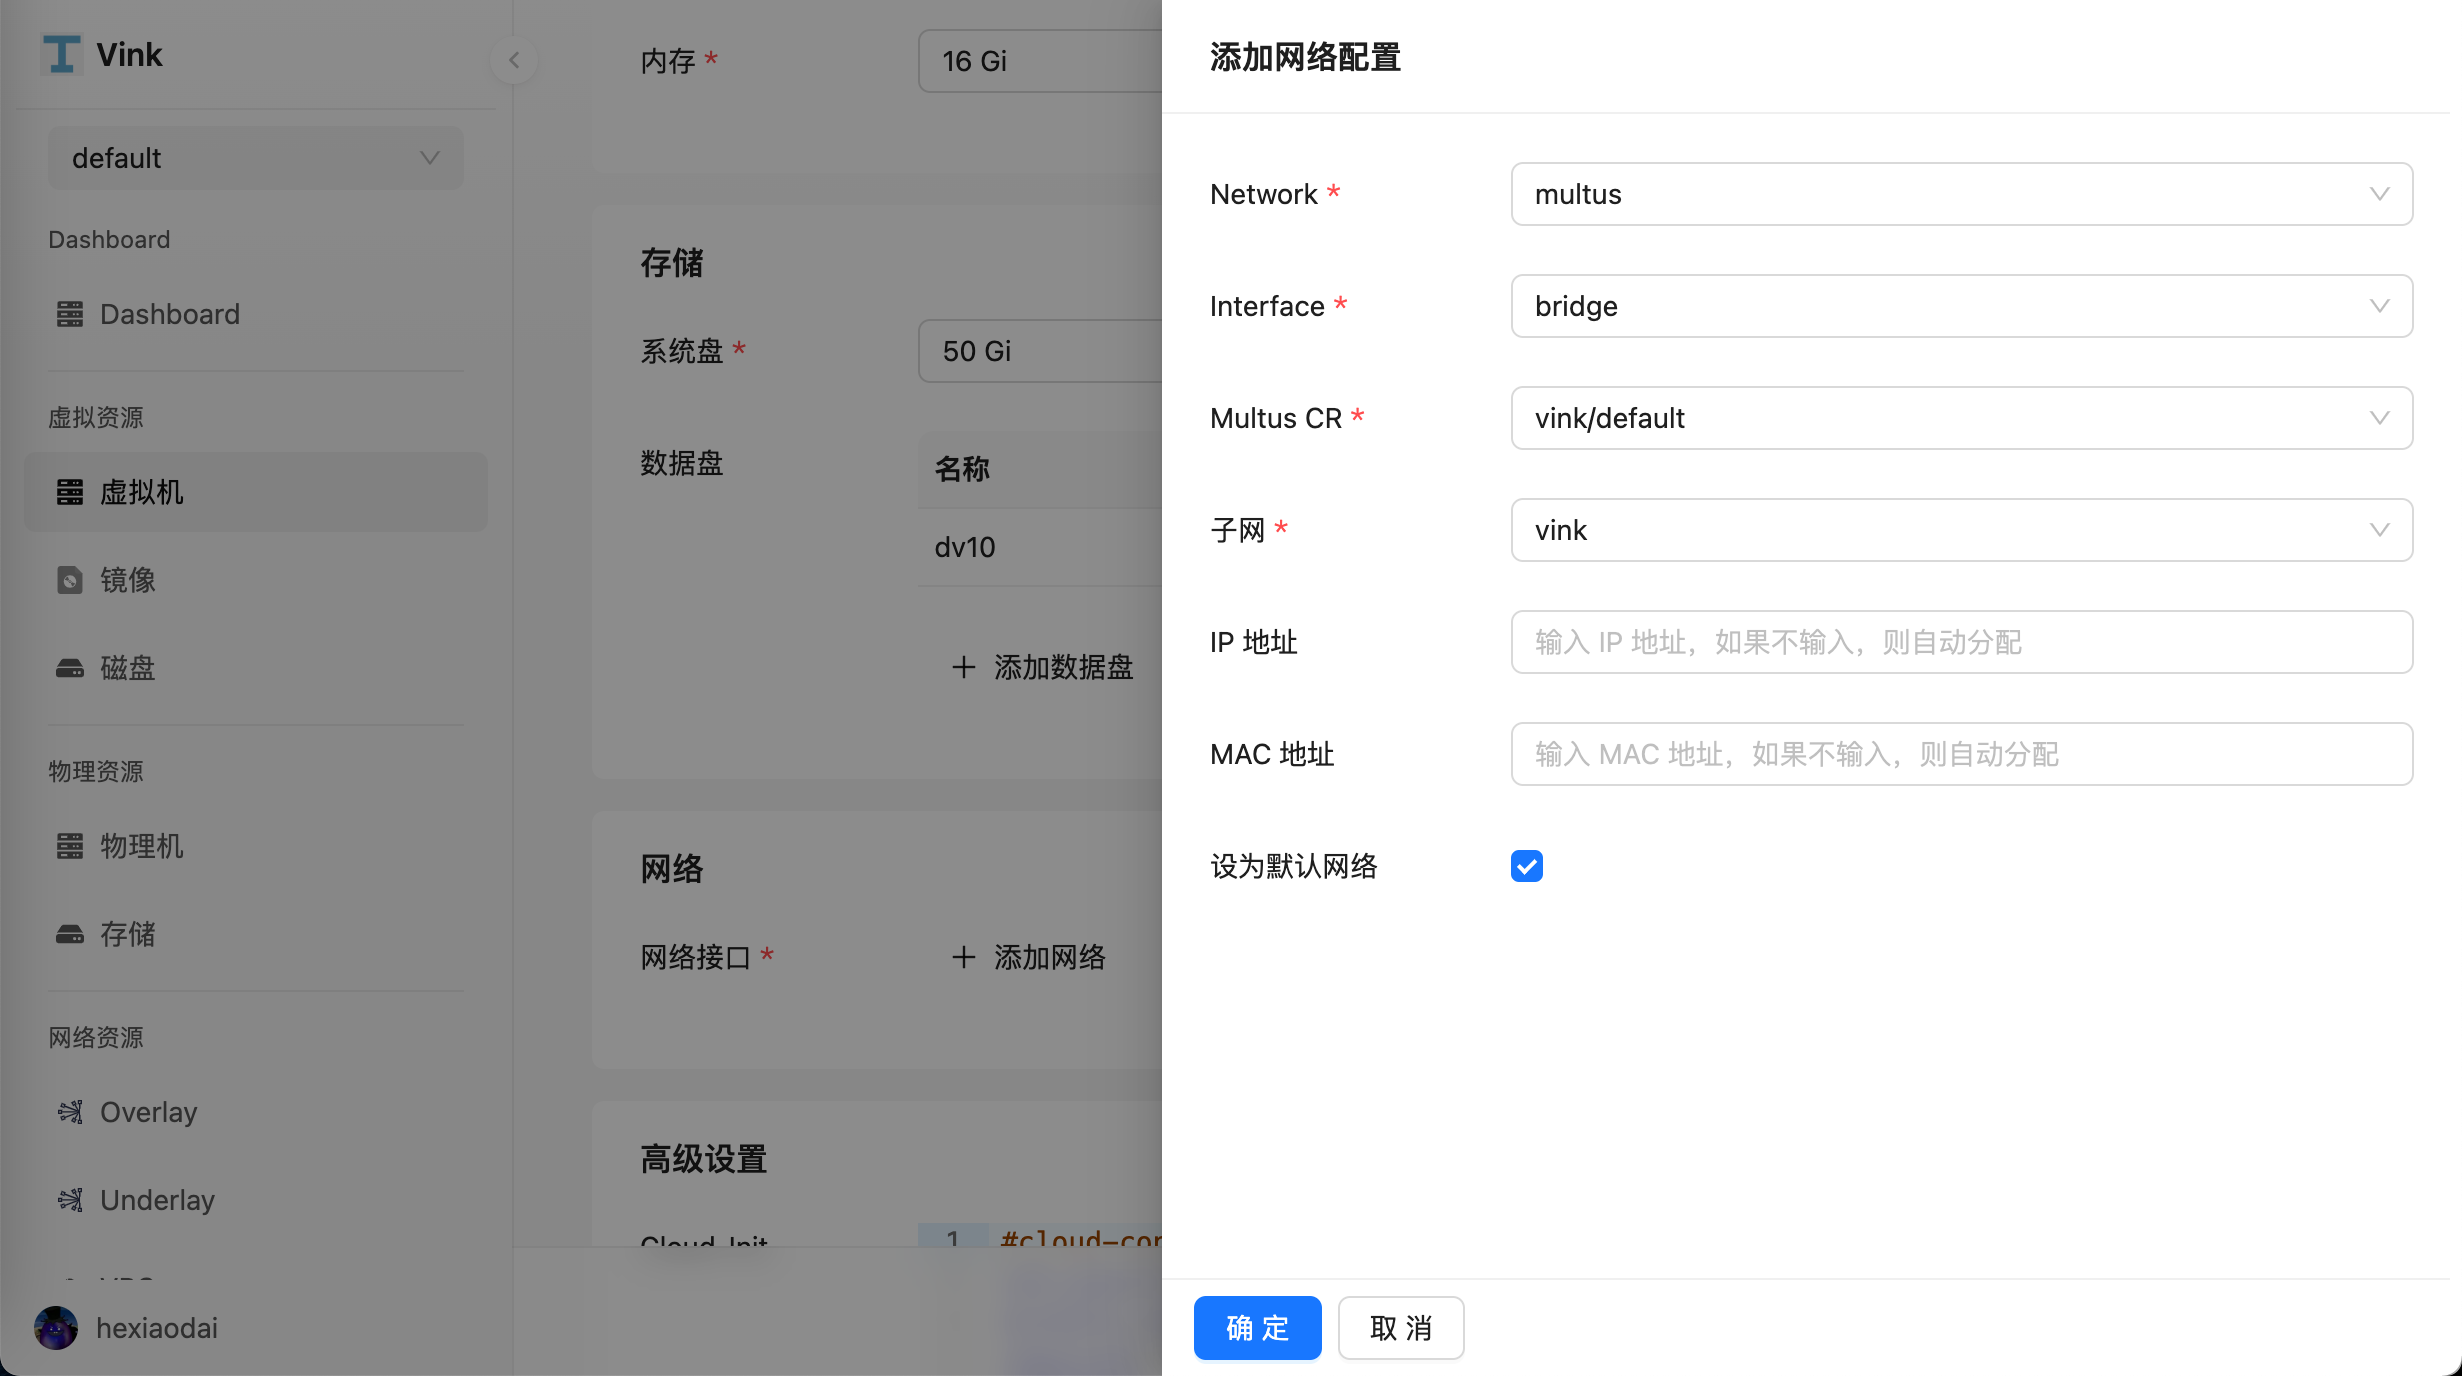 Vink
default
Dashboard
Dashboard
虚拟资源
虚拟机
镜像
磁盘
物理资源
物理机
存储
网络资源
Overlay
Underlay
hexiaodai
内存 *
16 Gi
存储
系统盘 *
50 Gi
数据盘
名称
dv10
添加数据盘
网络
网络接口 *
添加网络
高级设置
Cloud-Init
1 #cloud-con
添加网络配置
Network *
multus
Interface *
bridge
Multus CR *
vink/default
子网 *
vink
IP 地址
输入 IP 地址，如果不输入，则自动分配
MAC 地址
输入 MAC 地址，如果不输入，则自动分配
设为默认网络
确 定
取 消